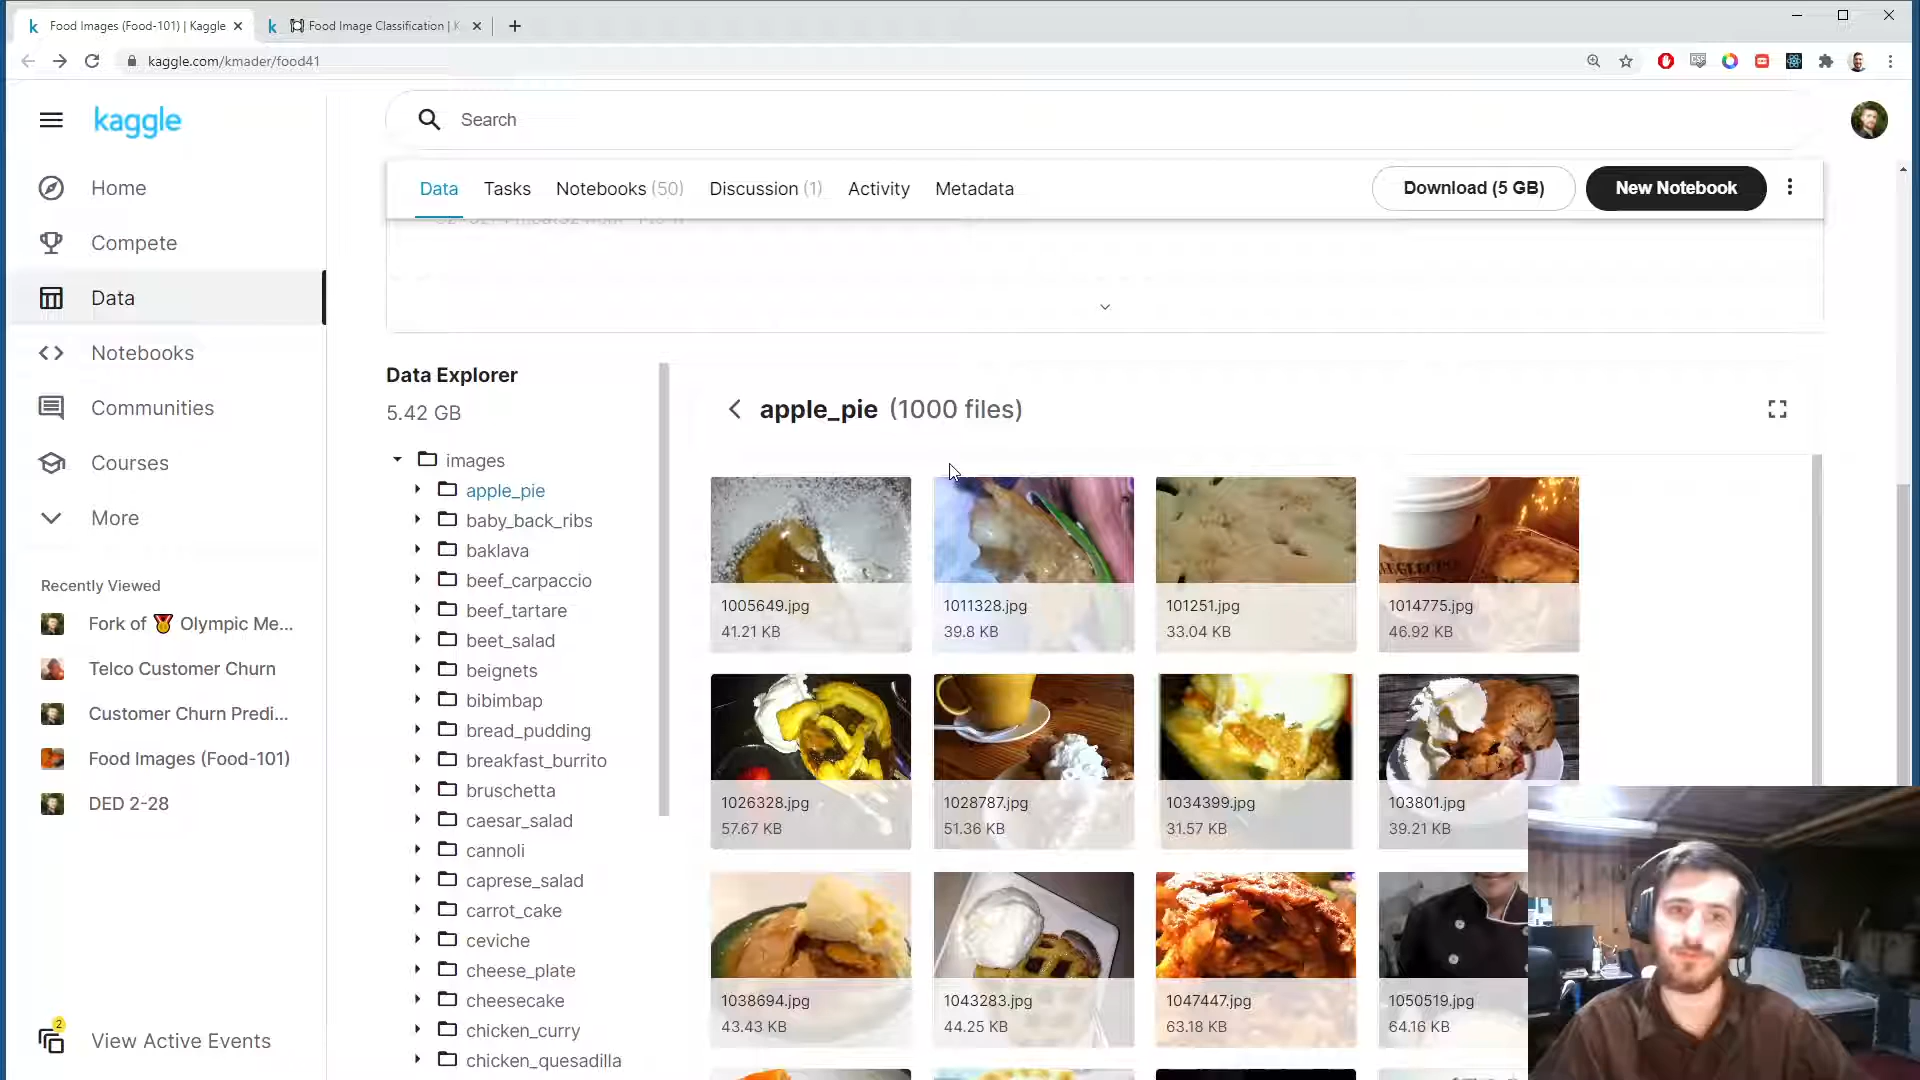 Food Images (Food-101) | Kaggle
Food Image Classification | K
kaggle.com/kmader/food41
kaggle
Search
Data
Tasks
Notebooks (50)
Discussion (1)
Activity
Metadata
Download (5 GB)
New Notebook
Home
Compete
Data
Notebooks
Communities
Courses
More
Recently Viewed
Fork of 🏅 Olympic Me...
Telco Customer Churn
Customer Churn Predi...
Food Images (Food-101)
DED 2-28
2
View Active Events
Data Explorer
5.42 GB
images
apple_pie
baby_back_ribs
baklava
beef_carpaccio
beef_tartare
beet_salad
beignets
bibimbap
bread_pudding
breakfast_burrito
bruschetta
caesar_salad
cannoli
caprese_salad
carrot_cake
ceviche
cheese_plate
cheesecake
chicken_curry
chicken_quesadilla
apple_pie (1000 files)
1005649.jpg
41.21 KB
1011328.jpg
39.8 KB
101251.jpg
33.04 KB
1014775.jpg
46.92 KB
1026328.jpg
57.67 KB
1028787.jpg
51.36 KB
1034399.jpg
31.57 KB
103801.jpg
39.21 KB
1038694.jpg
43.43 KB
1043283.jpg
44.25 KB
1047447.jpg
63.18 KB
1050519.jpg
64.16 KB